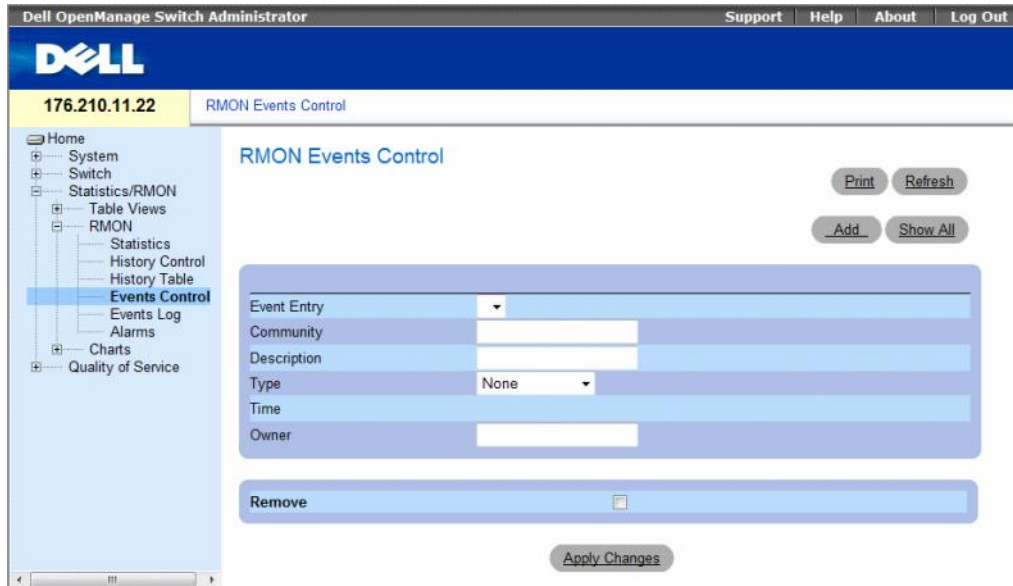 Dell OpenManage Switch Administrator
Support Help About Log Out
DELL
176.210.11.22
RMON Events Control
Home
System
Switch
Statistics/RMON
Table Views
RMON
Statistics
History Control
History Table
Events Control
Events Log
Alarms
Charts
Quality of Service
RMON Events Control
Print Refresh
Add Show All
Event Entry
Community
Description
Type None
Time
Owner
Remove
Apply Changes